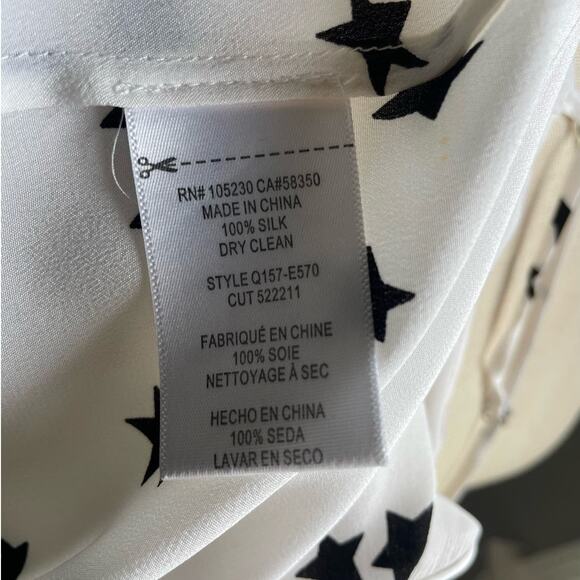 RN# 105230 CA#58350
MADE IN CHINA
100% SILK
DRY CLEAN
STYLE Q157-E570
CUT 522211
FABRIQUÉ EN CHINE
100% SOIE
NETTOYAGE À SEC
HECHO EN CHINA
100% SEDA
LAVAR EN SECO